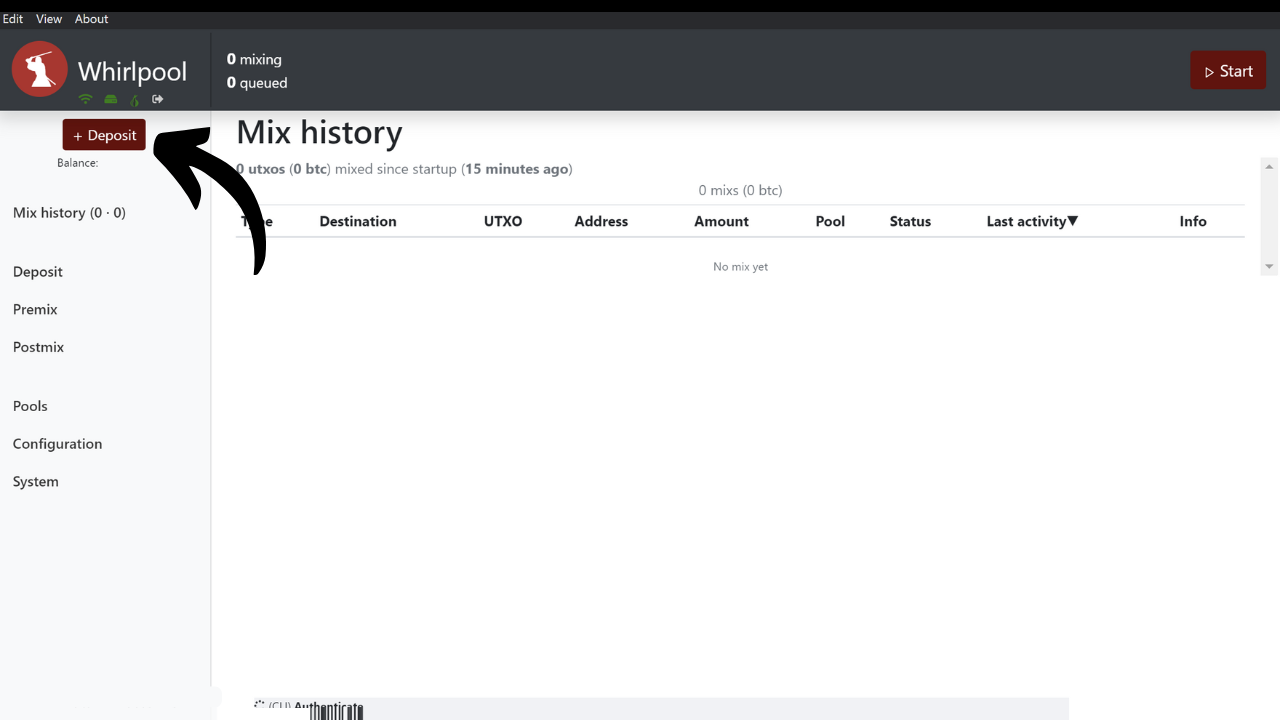 Edit View About
Whirlpool
0 mixing
0 queued
Start
+ Deposit
Balance:
Mix history (0 · 0)
Deposit
Premix
Postmix
Pools
Configuration
System
Mix history
0 utxos (0 btc) mixed since startup (15 minutes ago)
0 mixs (0 btc)
Type Destination UTXO Address Amount Pool Status Last activity▼ Info
No mix yet
(CLI) Authenticate